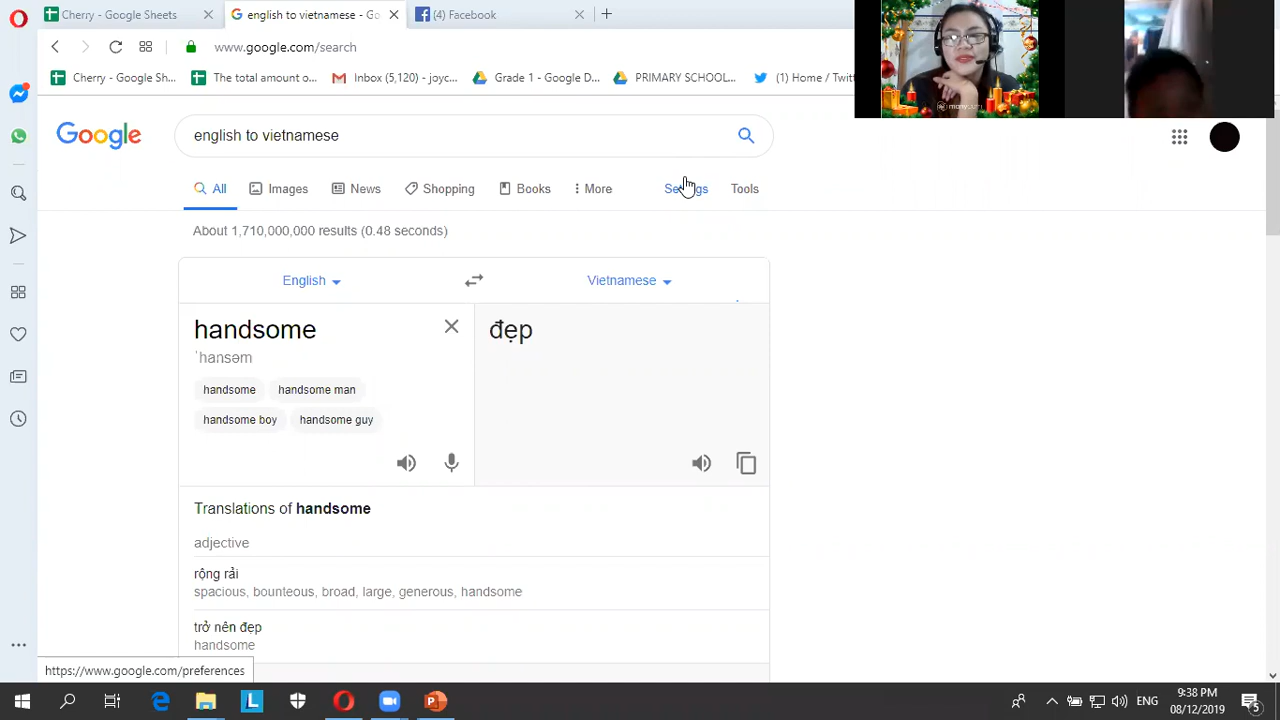 Cherry - Google Sheets
english to vietnamese - Go
(4) Facebook
www.google.com/search
Cherry - Google Sh...
The total amount o...
Inbox (5,120) - joyc...
Grade 1 - Google D...
PRIMARY SCHOOL...
(1) Home / Twitt
manycam
Google
english to vietnamese
All
Images
News
Shopping
Books
More
Settings
Tools
About 1,710,000,000 results (0.48 seconds)
English
Vietnamese
handsome
đẹp
ˈhansəm
handsome
handsome man
handsome boy
handsome guy
Translations of handsome
adjective
rộng rải
spacious, bounteous, broad, large, generous, handsome
trở nên đẹp
handsome
https://www.google.com/preferences
ENG
9:38 PM
08/12/2019
5